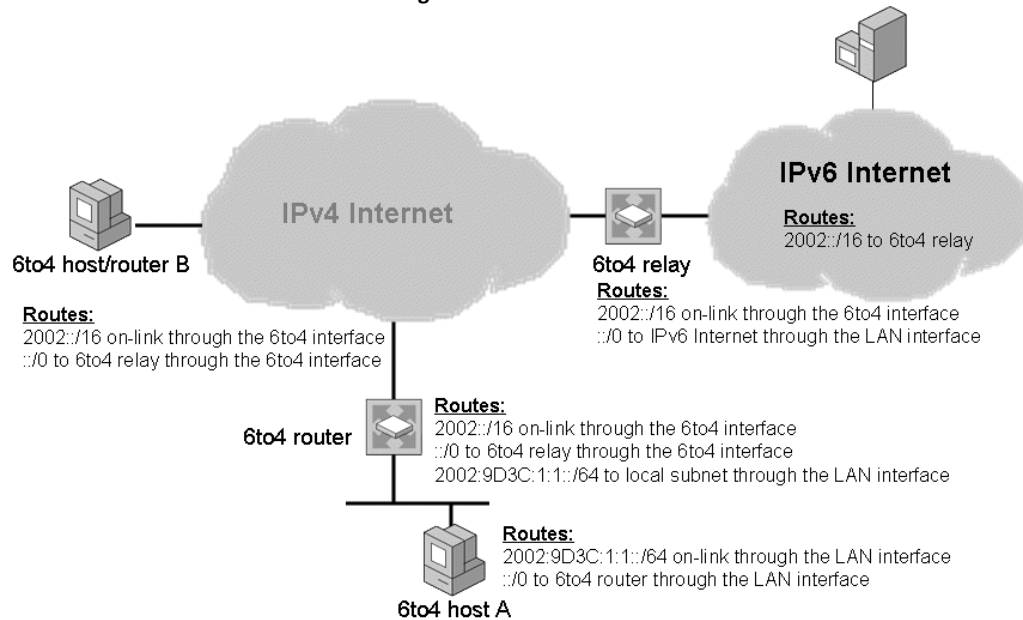 IPv6 Internet
Routes:
2002::/16 to 6to4 relay
IPv4 Internet
6to4 host/router B
Routes:
2002::/16 on-link through the 6to4 interface
::/0 to 6to4 relay through the 6to4 interface
6to4 relay
Routes:
2002::/16 on-link through the 6to4 interface
::/0 to IPv6 Internet through the LAN interface
6to4 router
Routes:
2002::/16 on-link through the 6to4 interface
::/0 to 6to4 relay through the 6to4 interface
2002:9D3C:1:1::/64 to local subnet through the LAN interface
Routes:
2002:9D3C:1:1::/64 on-link through the LAN interface
::/0 to 6to4 router through the LAN interface
6to4 host A